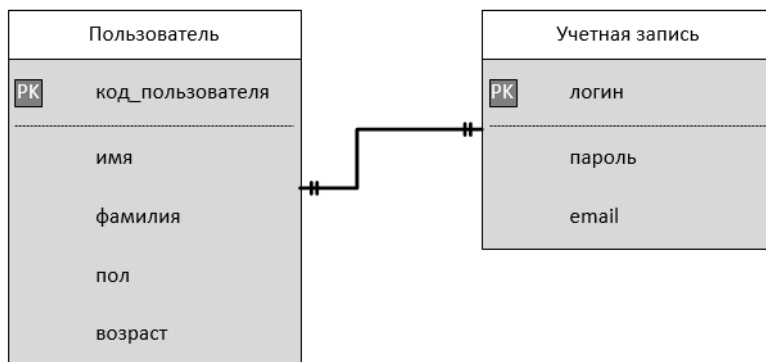 Пользователь
PK код_пользователя
имя
фамилия
пол
возраст
Учетная запись
PK логин
пароль
email